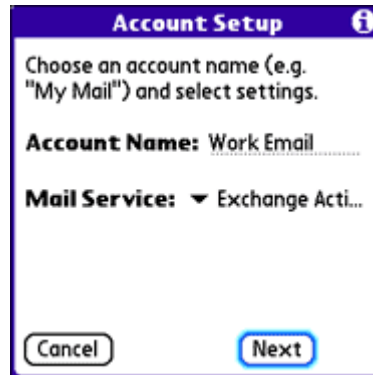 Account Setup
Choose an account name (e.g.
"My Mail") and select settings.
Account Name: Work Email
Mail Service: Exchange Acti...
Cancel Next